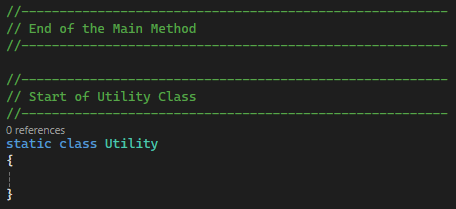 //--------------------------------------------------------
// End of the Main Method
//--------------------------------------------------------
//--------------------------------------------------------
// Start of Utility Class
//--------------------------------------------------------
0 references
static class Utility
{
}